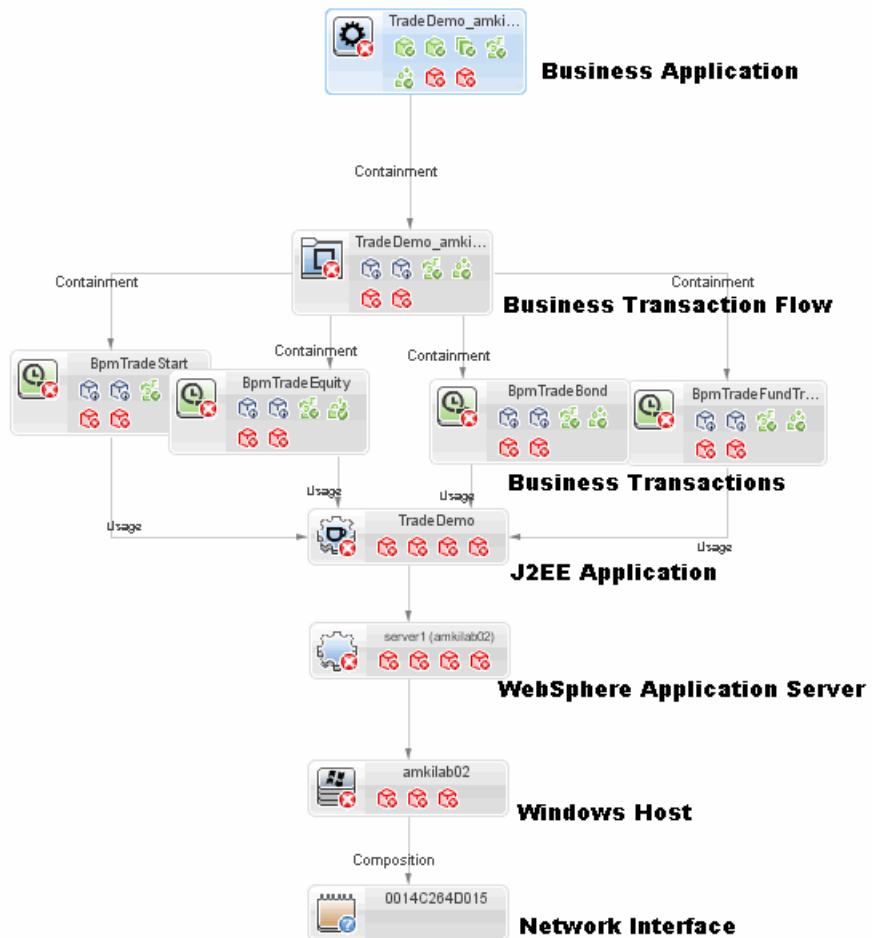 TradeDemo_amki...
Business Application
Containment
TradeDemo_amki...
Containment
Containment
Business Transaction Flow
Containment
Containment
BpmTradeStart
BpmTradeEquity
BpmTradeBond
BpmTradeFundTr...
Business Transactions
Usage
Usage
Usage
Usage
TradeDemo
J2EE Application
server1 (amkilab02)
WebSphere Application Server
amkilab02
Windows Host
Composition
0014C264D015
Network Interface